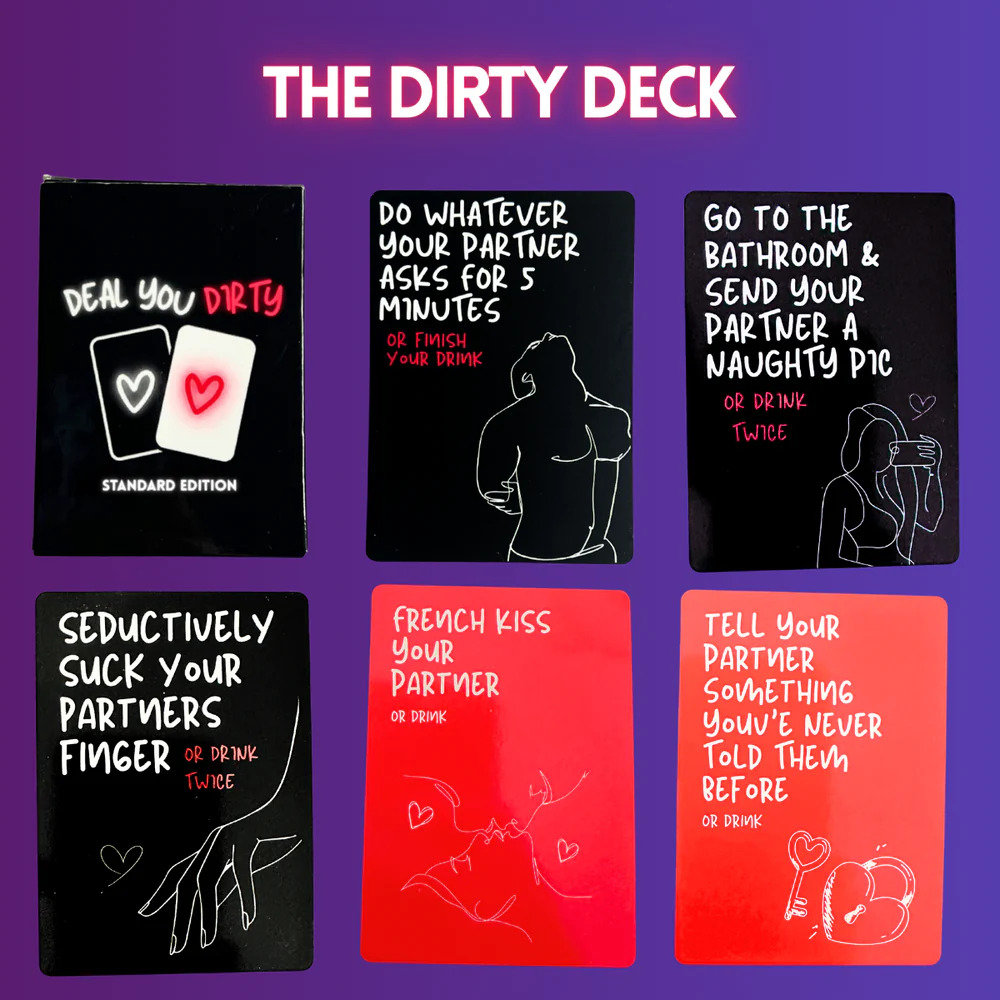 THE DIRTY DECK
DEAL YOU DIRTY
STANDARD EDITION
DO WHATEVER
YOUR PARTNER
ASKS FOR 5
MINUTES
OR FINISH
YOUR DRINK
GO TO THE
BATHROOM &
SEND YOUR
PARTNER A
NAUGHTY PIC
OR DRINK
TWICE
SEDUCTIVELY
SUCK YOUR
PARTNERS
FINGER OR DRINK
TWICE
FRENCH KISS
YOUR
PARTNER
OR DRINK
TELL YOUR
PARTNER
SOMETHING
YOUV'E NEVER
TOLD THEM
BEFORE
OR DRINK